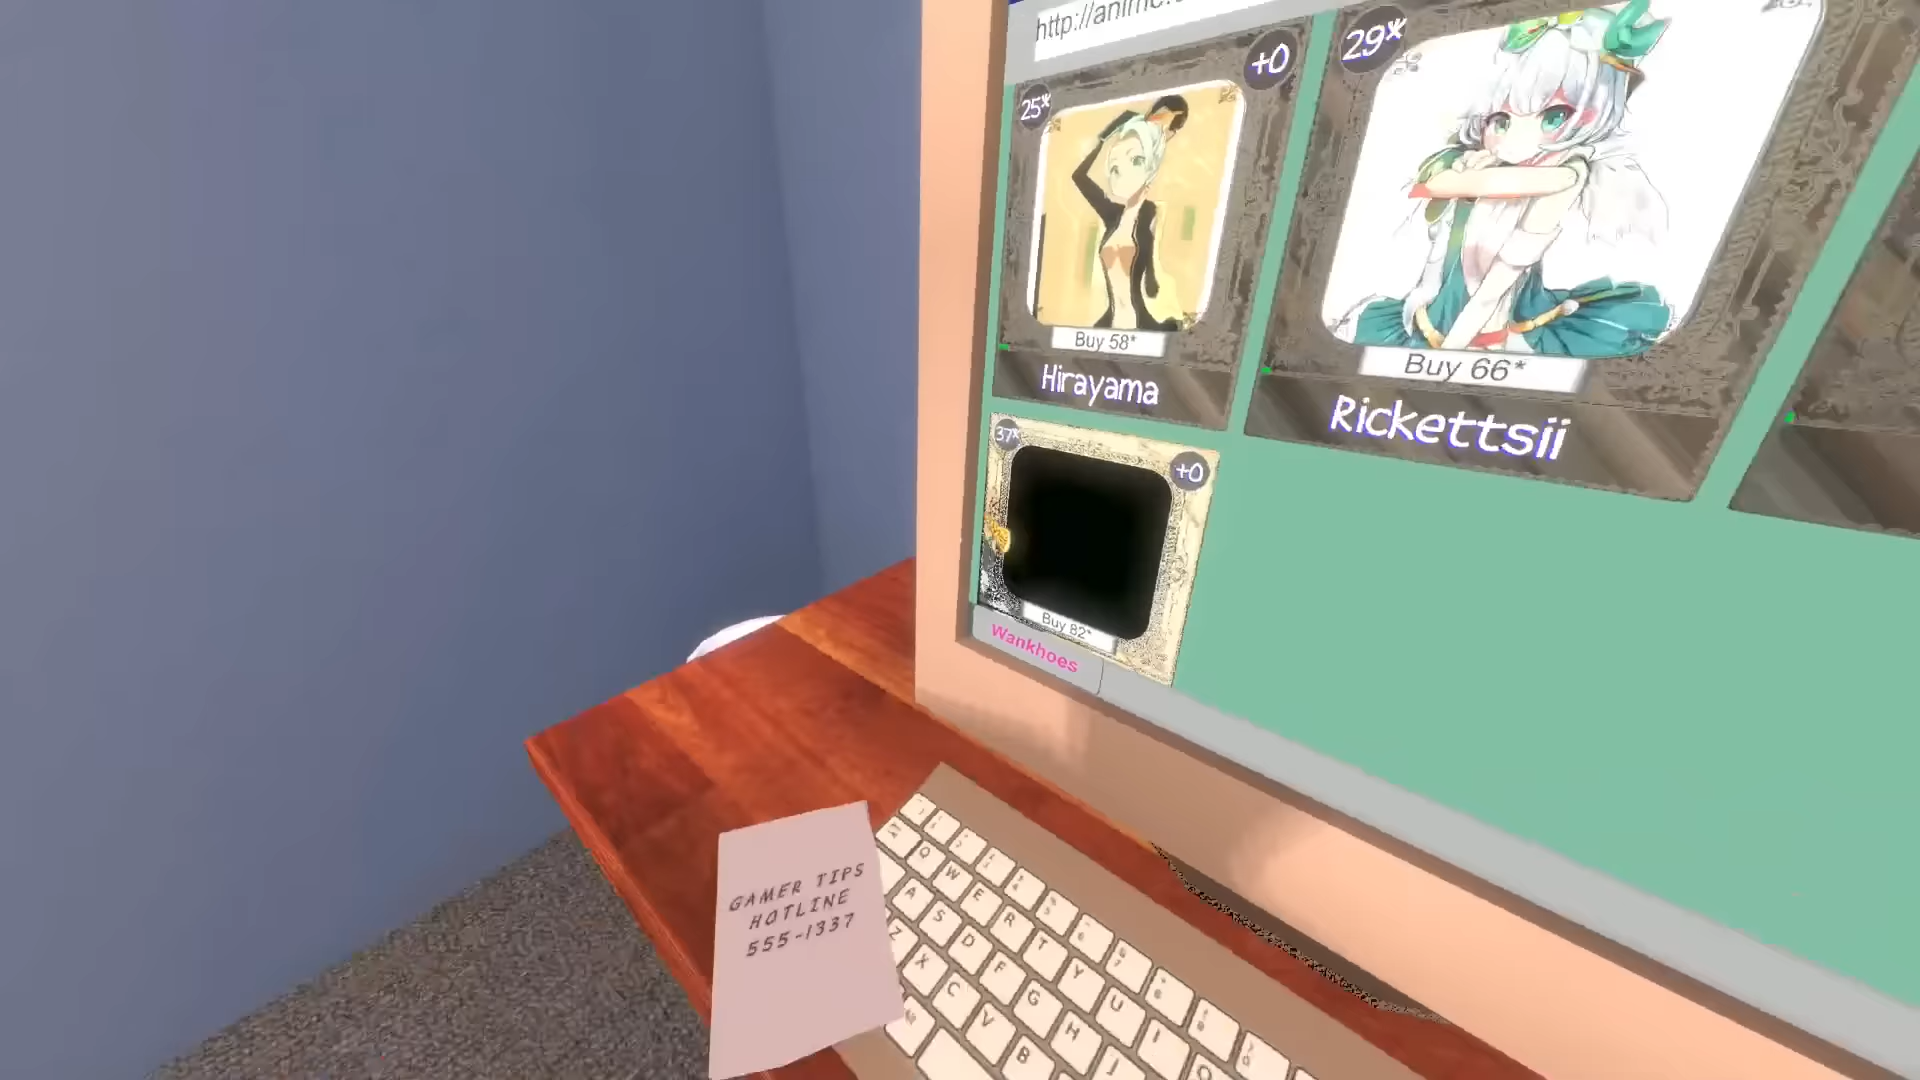 http://anime.
25*
+0
29*
Buy 58*
Hirayama
Buy 66*
Rickettsii
37*
+0
Buy 82*
Wankhoes
GAMER TIPS
HOTLINE
555-1337
Q W E R T Y U I
A S D F G H J
Z X C V B